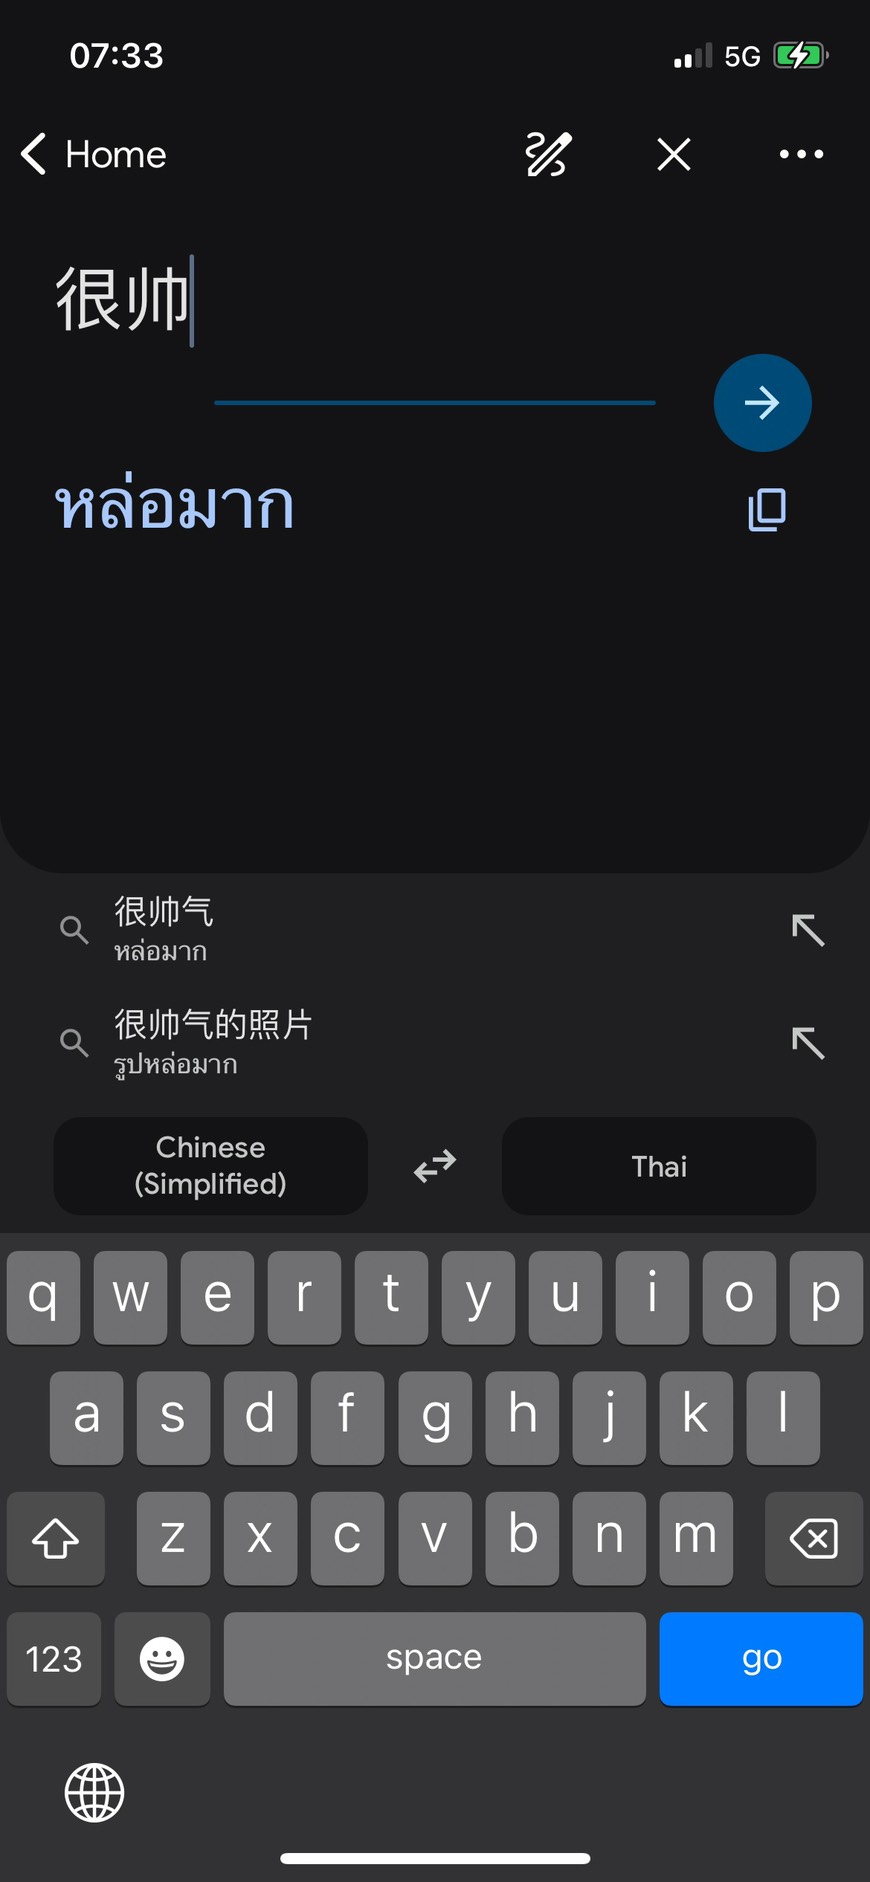 07:33
5G
Home
很帅
หล่อมาก
很帅气
หล่อมาก
很帅气的照片
รูปหล่อมาก
Chinese
(Simplified)
Thai
q w e r t y u i o p
a s d f g h j k l
z x c v b n m
123 space go